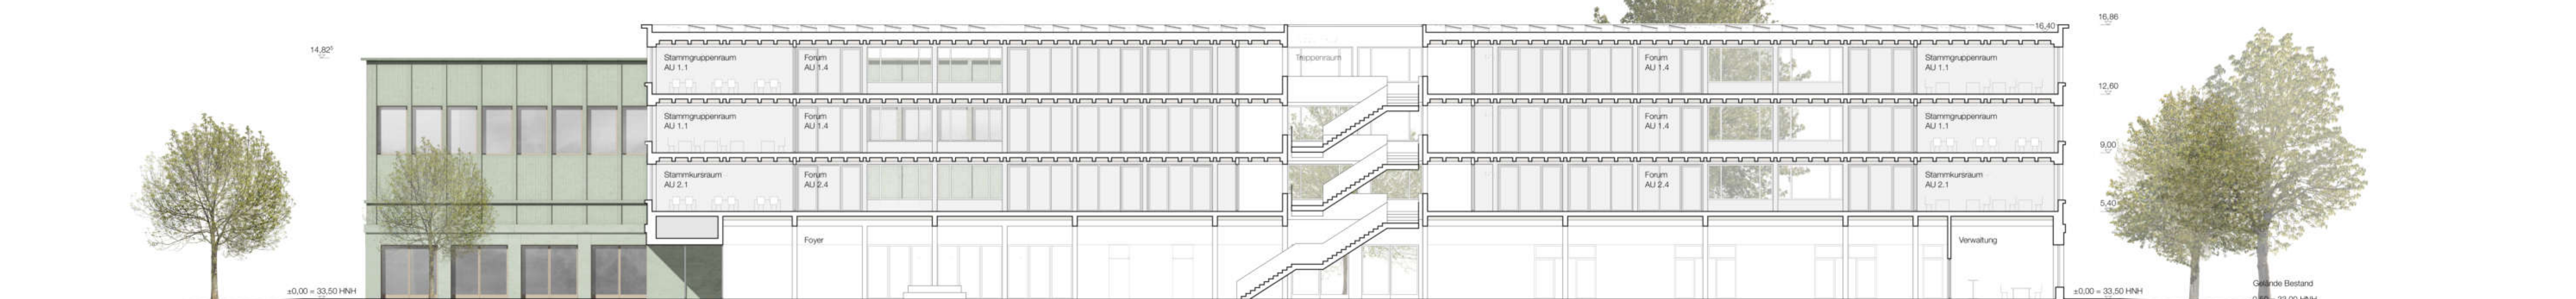 16,86
16,40
14,82⁵
Stammgruppenraum
AU 1.1
Forum
AU 1.4
Treppenraum
Forum
AU 1.4
Stammgruppenraum
AU 1.1
12,60
Stammgruppenraum
AU 1.1
Forum
AU 1.4
Forum
AU 1.4
Stammgruppenraum
AU 1.1
9,00
Stammkursraum
AU 2.1
Forum
AU 2.4
Forum
AU 2.4
Stammkursraum
AU 2.1
5,40
Foyer
Verwaltung
Gelände Bestand
±0,00 = 33,50 HNH
±0,00 = 33,50 HNH